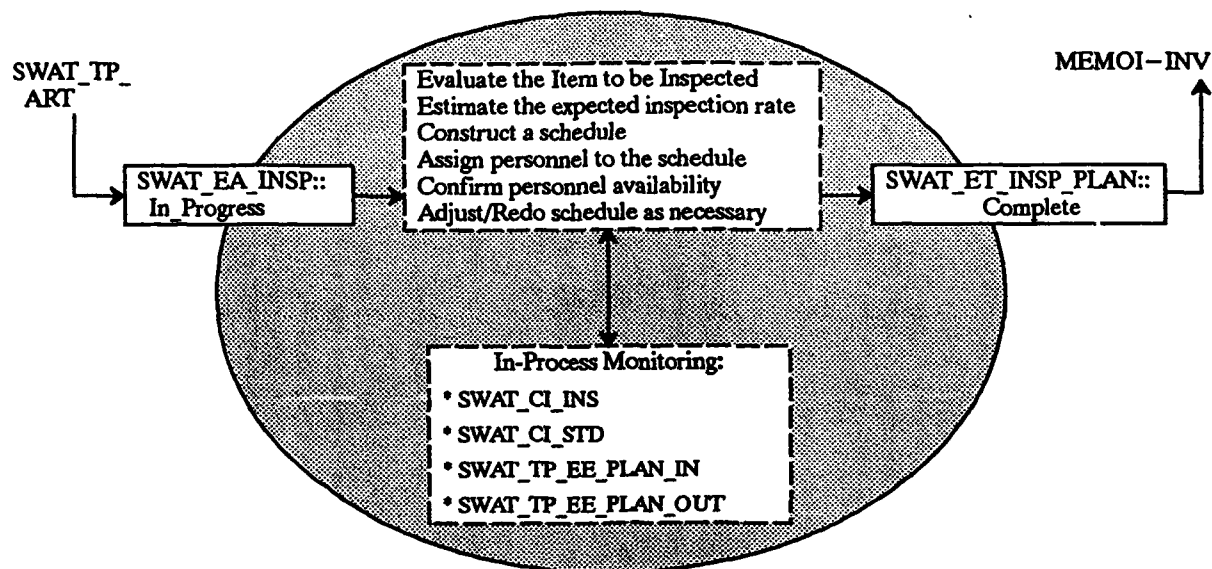 SWAT_TP_
ART
MEMOI-INV
Evaluate the Item to be Inspected
Estimate the expected inspection rate
Construct a schedule
Assign personnel to the schedule
Confirm personnel availability
Adjust/Redo schedule as necessary
SWAT_EA_INSP::
In_Progress
SWAT_ET_INSP_PLAN::
Complete
In-Process Monitoring:
* SWAT_CI_INS
* SWAT_CI_STD
* SWAT_TP_EE_PLAN_IN
* SWAT_TP_EE_PLAN_OUT